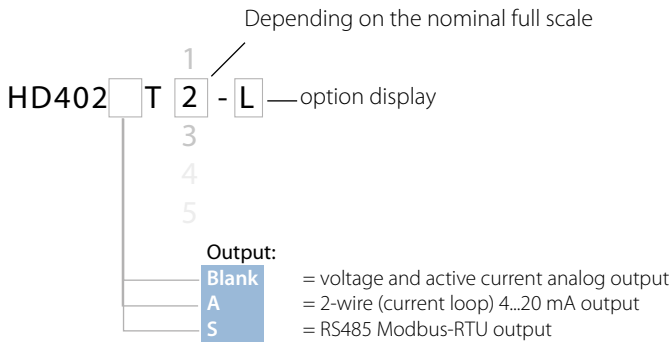 Depending on the nominal full scale
1
HD402 T 2 - L option display
3
4
5
Output:
Blank = voltage and active current analog output
A = 2-wire (current loop) 4...20 mA output
S = RS485 Modbus-RTU output